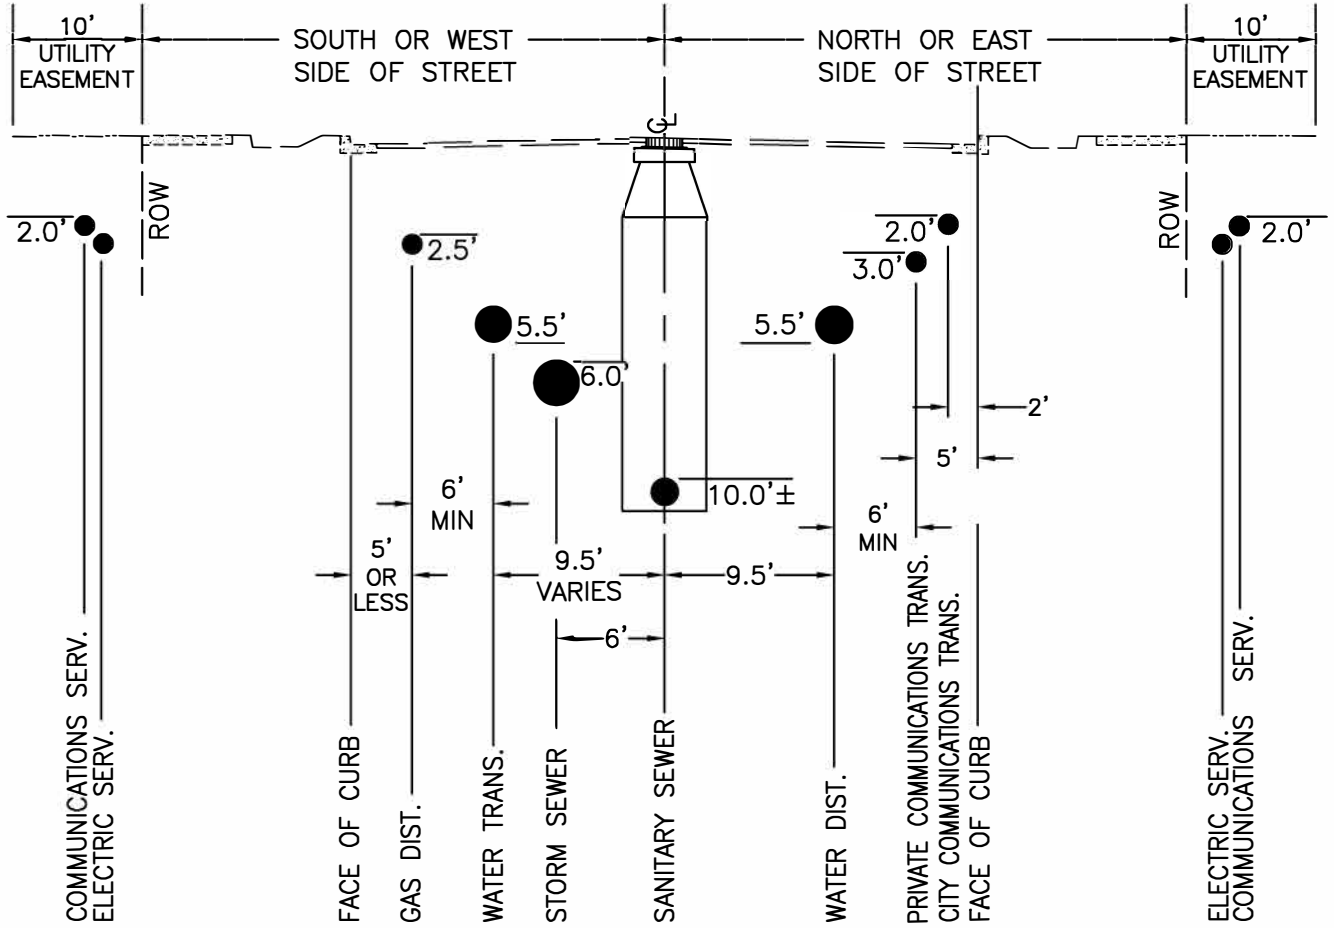 10'
UTILITY
EASEMENT
SOUTH OR WEST
SIDE OF STREET
NORTH OR EAST
SIDE OF STREET
10'
UTILITY
EASEMENT
CL
ROW
ROW
2.0'
2.5'
5.5'
6.0'
10.0'±
5.5'
3.0'
2.0'
2.0'
2'
5'
6'
MIN
6'
MIN
5'
OR
LESS
9.5'
VARIES
9.5'
6'
COMMUNICATIONS SERV.
ELECTRIC SERV.
FACE OF CURB
GAS DIST.
WATER TRANS.
STORM SEWER
SANITARY SEWER
WATER DIST.
PRIVATE COMMUNICATIONS TRANS.
CITY COMMUNICATIONS TRANS.
FACE OF CURB
ELECTRIC SERV.
COMMUNICATIONS SERV.